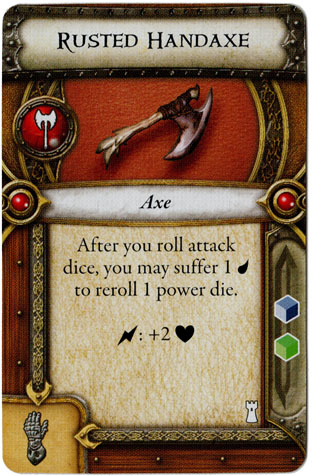 RUSTED HANDAXE
Axe
After you roll attack
dice, you may suffer 1
to reroll 1 power die.
: +2